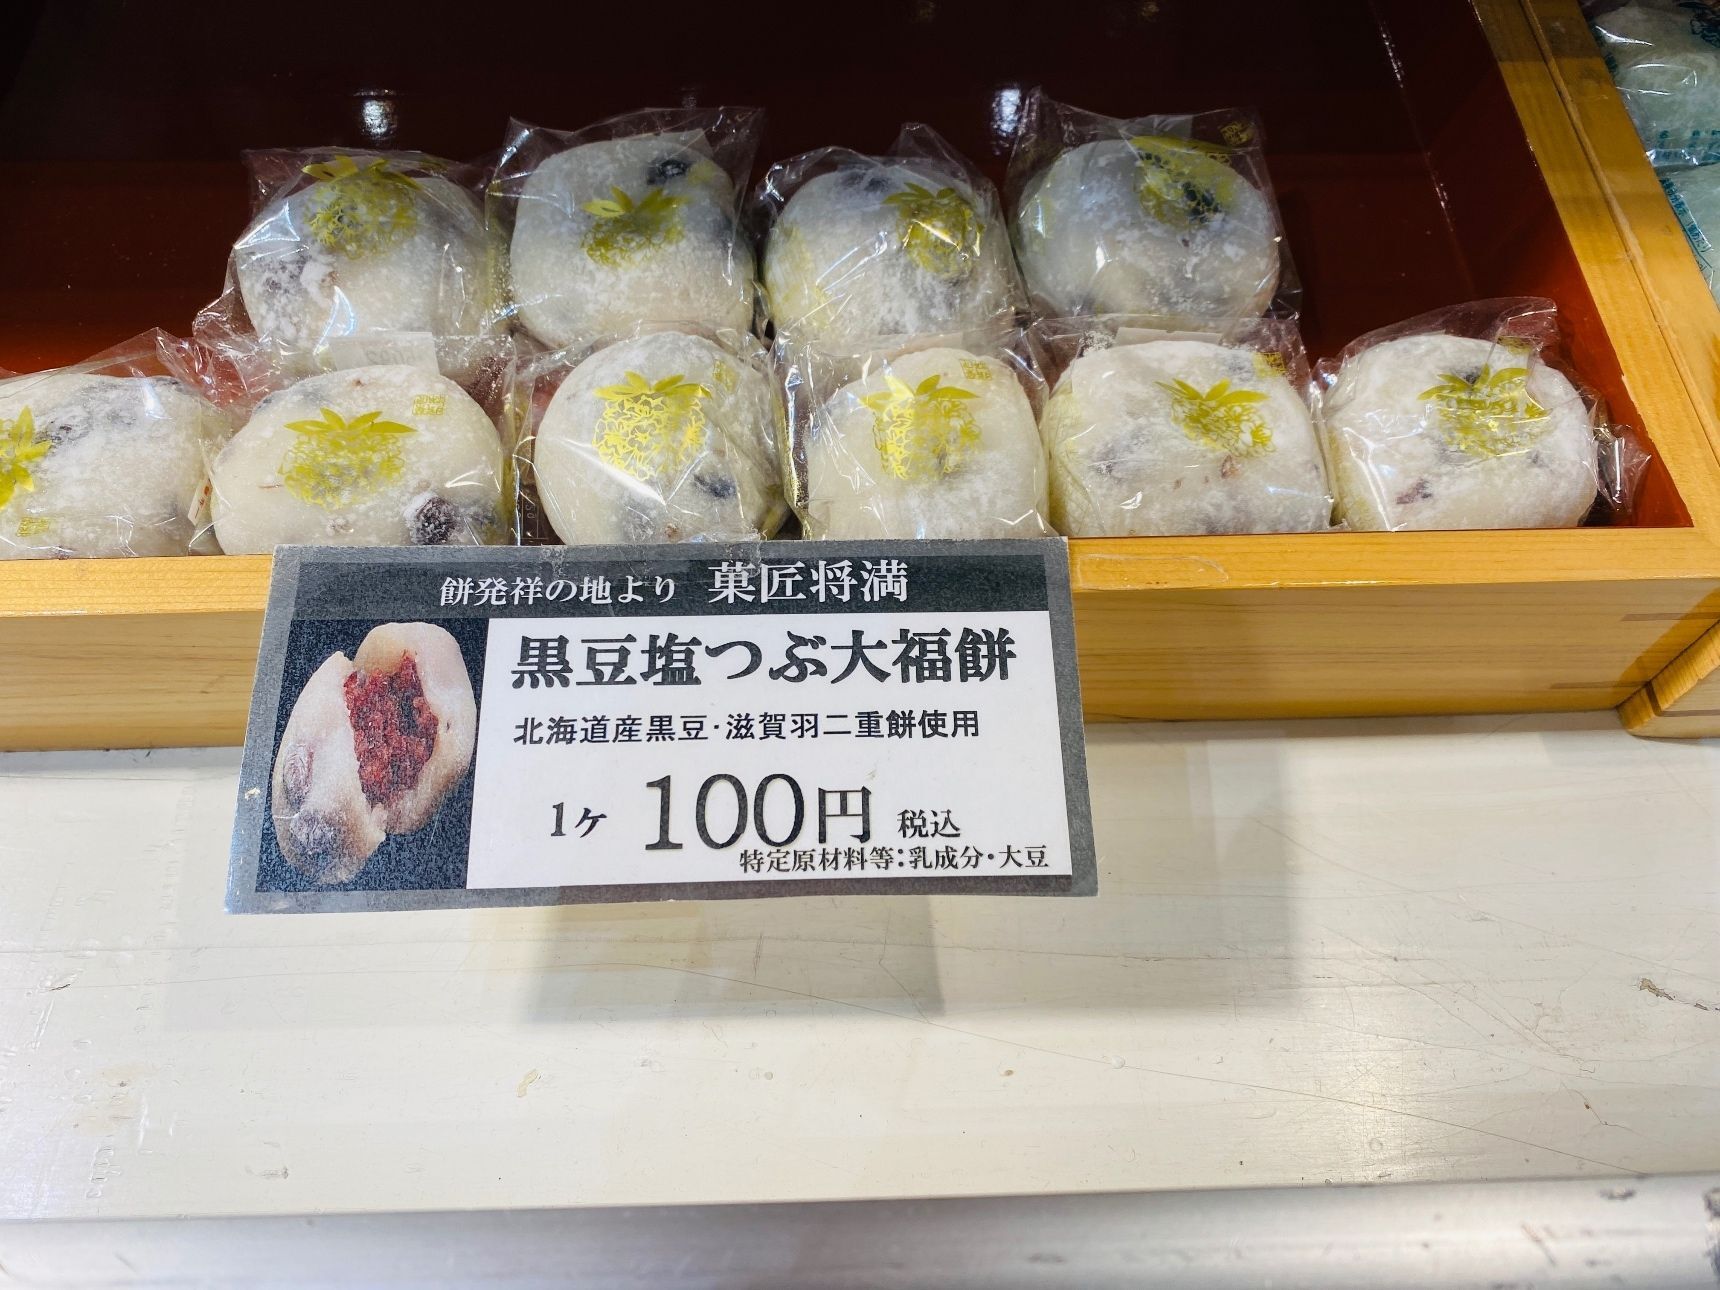 餅発祥の地より 菓匠将満
黒豆塩つぶ大福餅
北海道産黒豆・滋賀羽二重餅使用
1ケ 100円 税込
特定原材料等:乳成分・大豆